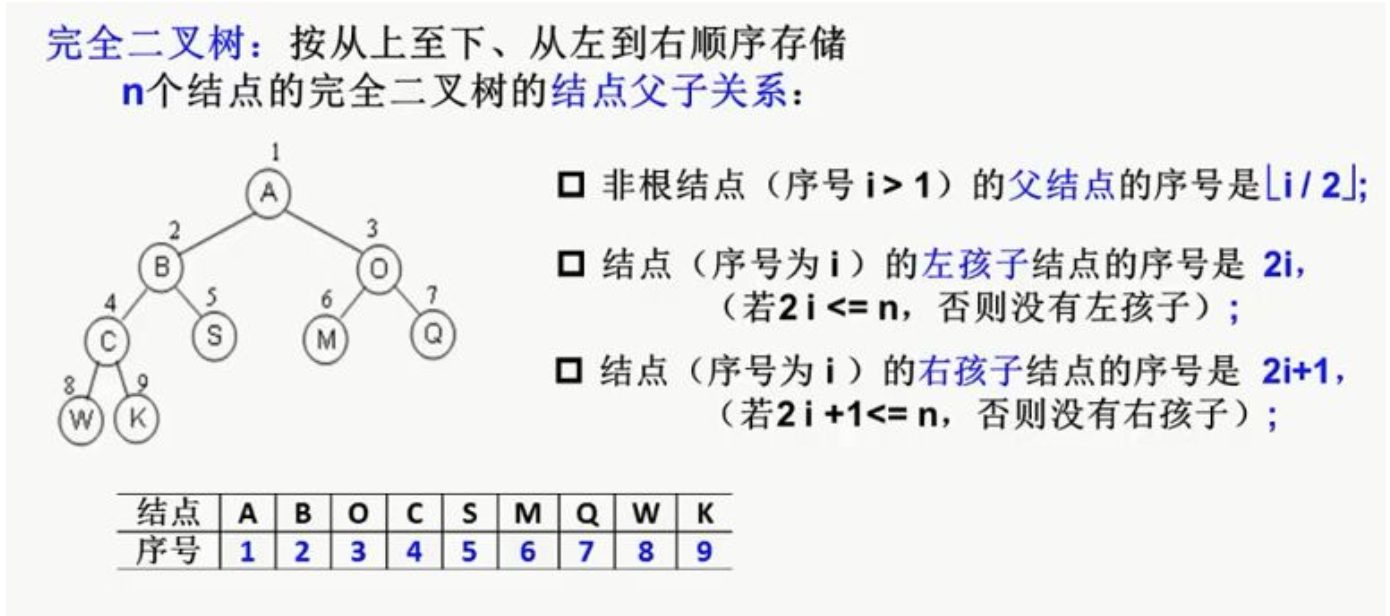 完全二叉树：按从上至下、从左到右顺序存储
n个结点的完全二叉树的结点父子关系：
1
A
2
3
B
O
4
5
6
7
C
S
M
Q
8
9
W
K
□ 非根结点（序号 i > 1）的父结点的序号是⌊i / 2⌋;
□ 结点（序号为 i ）的左孩子结点的序号是 2i，
（若2 i <= n，否则没有左孩子）;
□ 结点（序号为 i ）的右孩子结点的序号是 2i+1，
（若2 i +1<= n，否则没有右孩子）;
结点 A B O C S M Q W K
序号 1 2 3 4 5 6 7 8 9